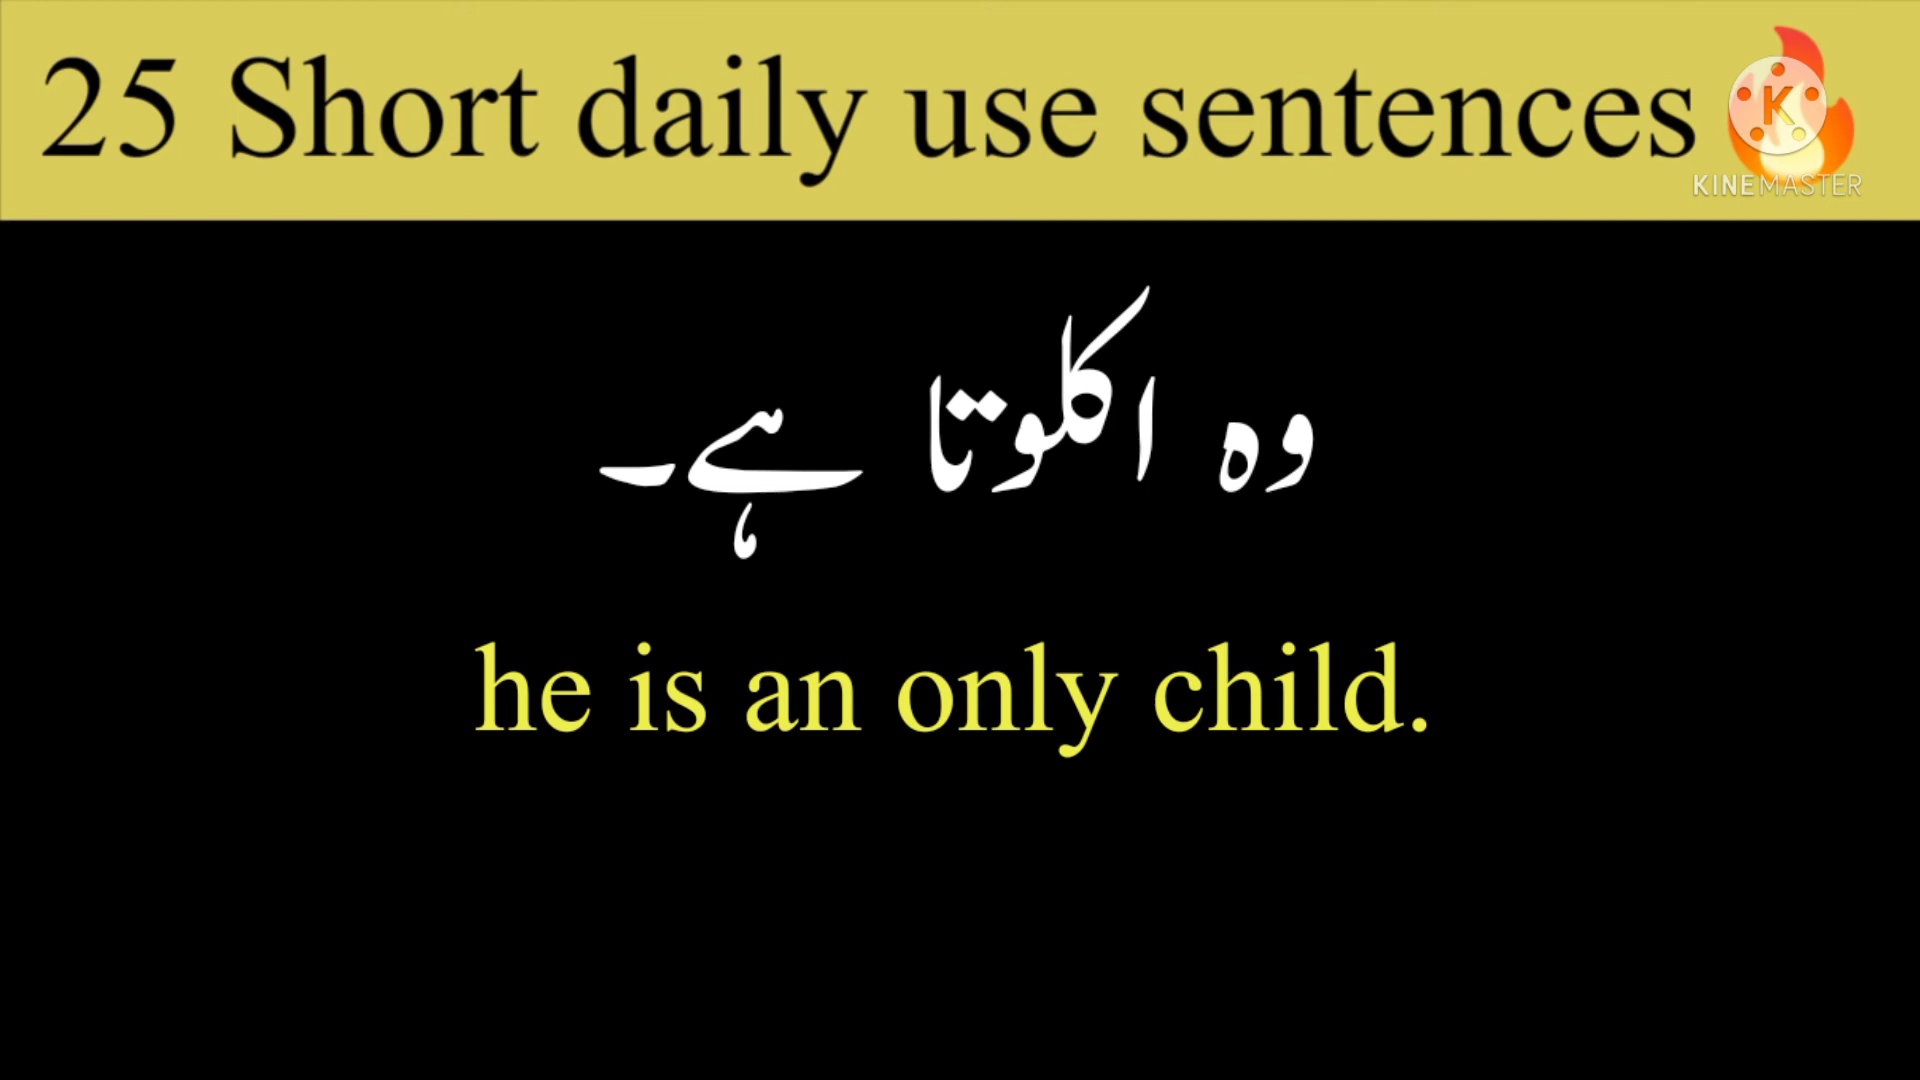 25 Short daily use sentences
KINEMASTER
وہ اکلوتا ہے۔
he is an only child.